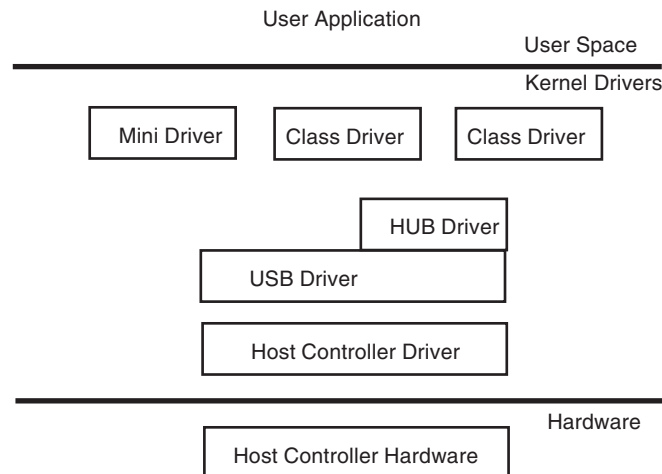 User Application
User Space
Kernel Drivers
Mini Driver
Class Driver
Class Driver
HUB Driver
USB Driver
Host Controller Driver
Hardware
Host Controller Hardware